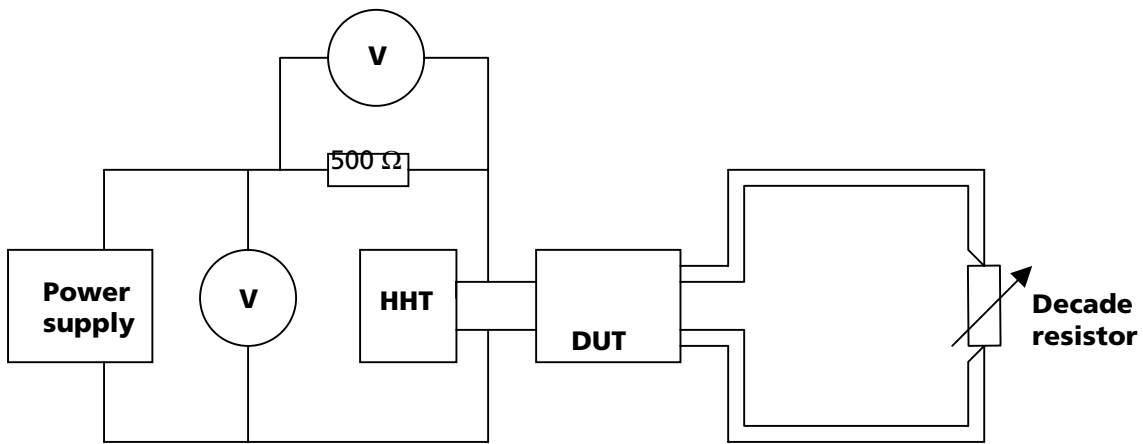 V
500 Ω
Power
supply
V
HHT
DUT
Decade
resistor